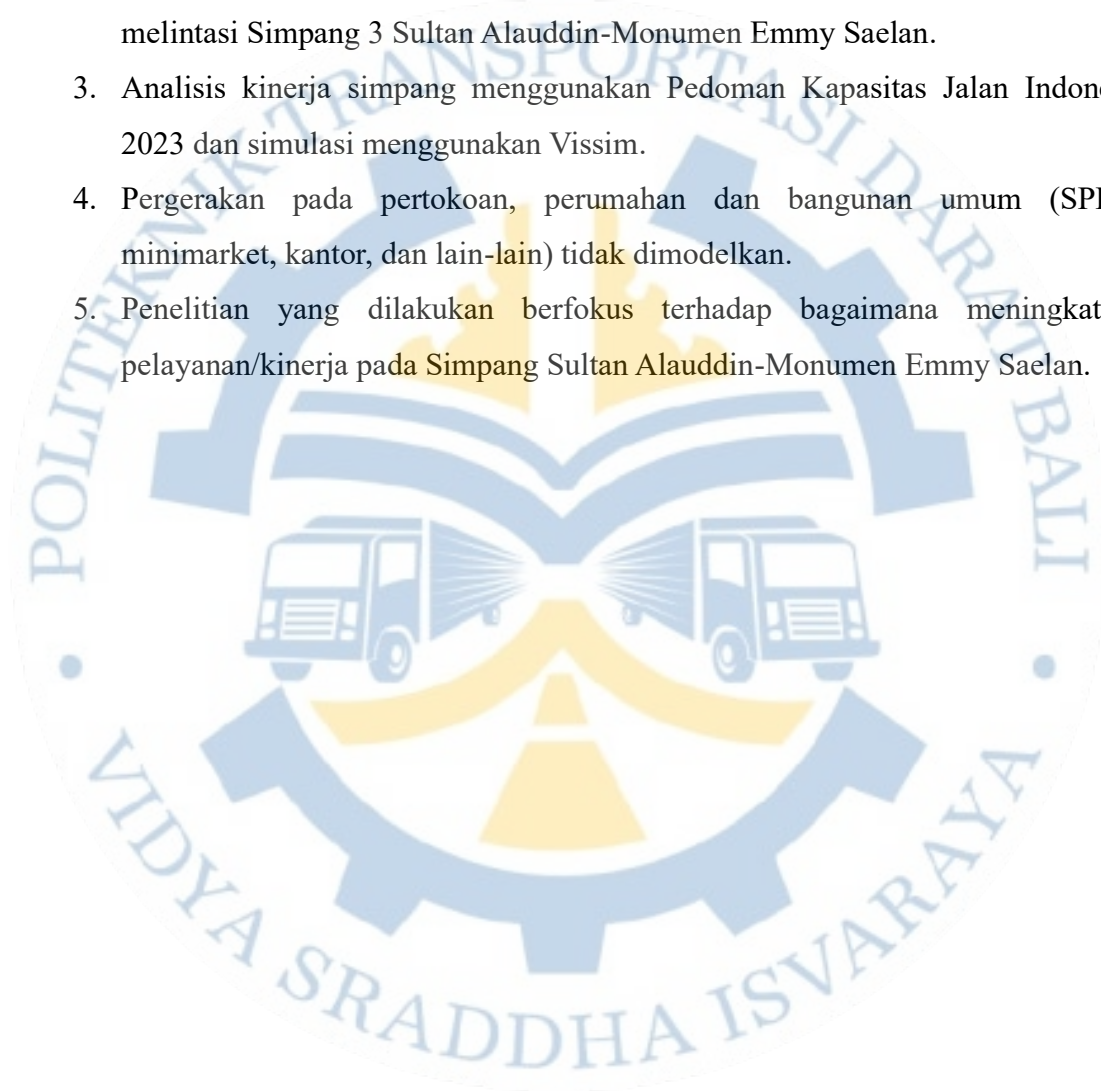 melintasi Simpang 3 Sultan Alauddin-Monumen Emmy Saelan.
3. Analisis kinerja simpang menggunakan Pedoman Kapasitas Jalan
2023 dan simulasi menggunakan Vissim.
4. Pergerakan pada pertokoan, perumahan dan bangunan umum
minimarket, kantor, dan lain-lain) tidak dimodelkan.
5. Penelitian yang dilakukan berfokus terhadap bagaimana
pelayanan/kinerja pada Simpang Sultan Alauddin-Monumen Emmy Saelan.
POLITEKNIK TRANSPORTASI DARAT BALI
VIDYA SRADDHA ISVARAYA